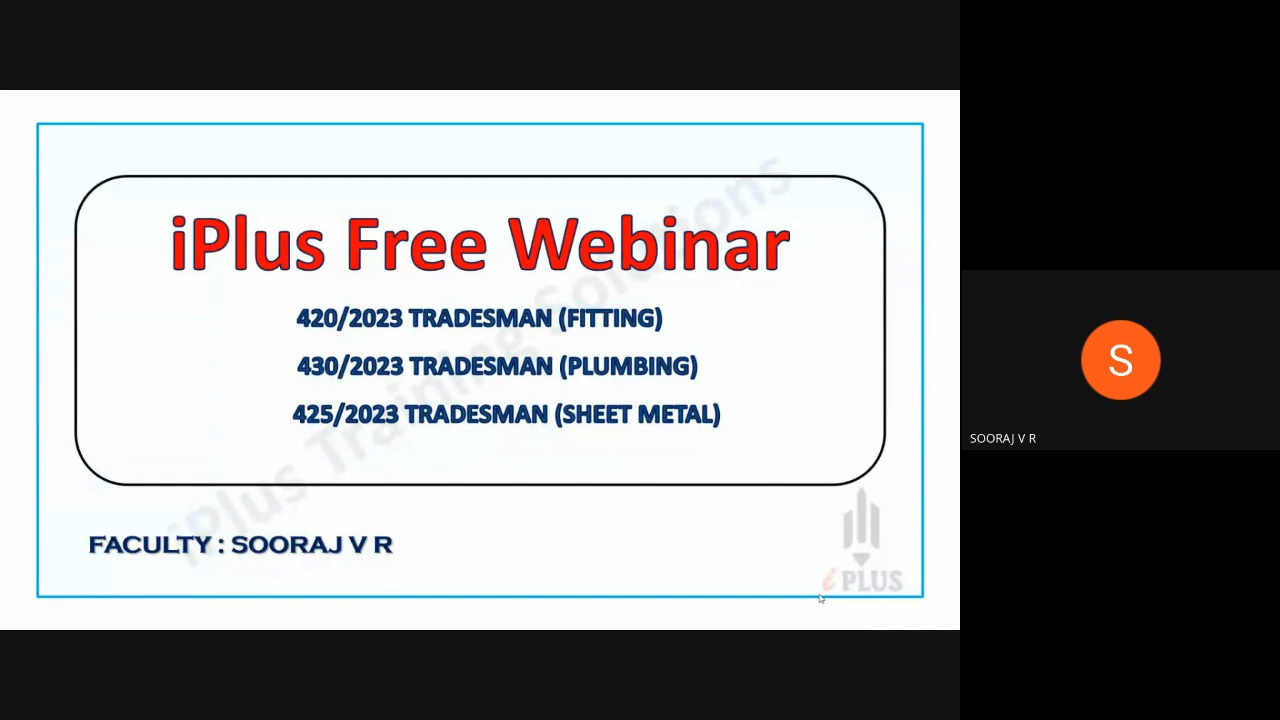 iPlus Free Webinar
420/2023 TRADESMAN (FITTING)
430/2023 TRADESMAN (PLUMBING)
425/2023 TRADESMAN (SHEET METAL)
iPlus Training Solutions
FACULTY : SOORAJ V R
iPLUS
S
SOORAJ V R